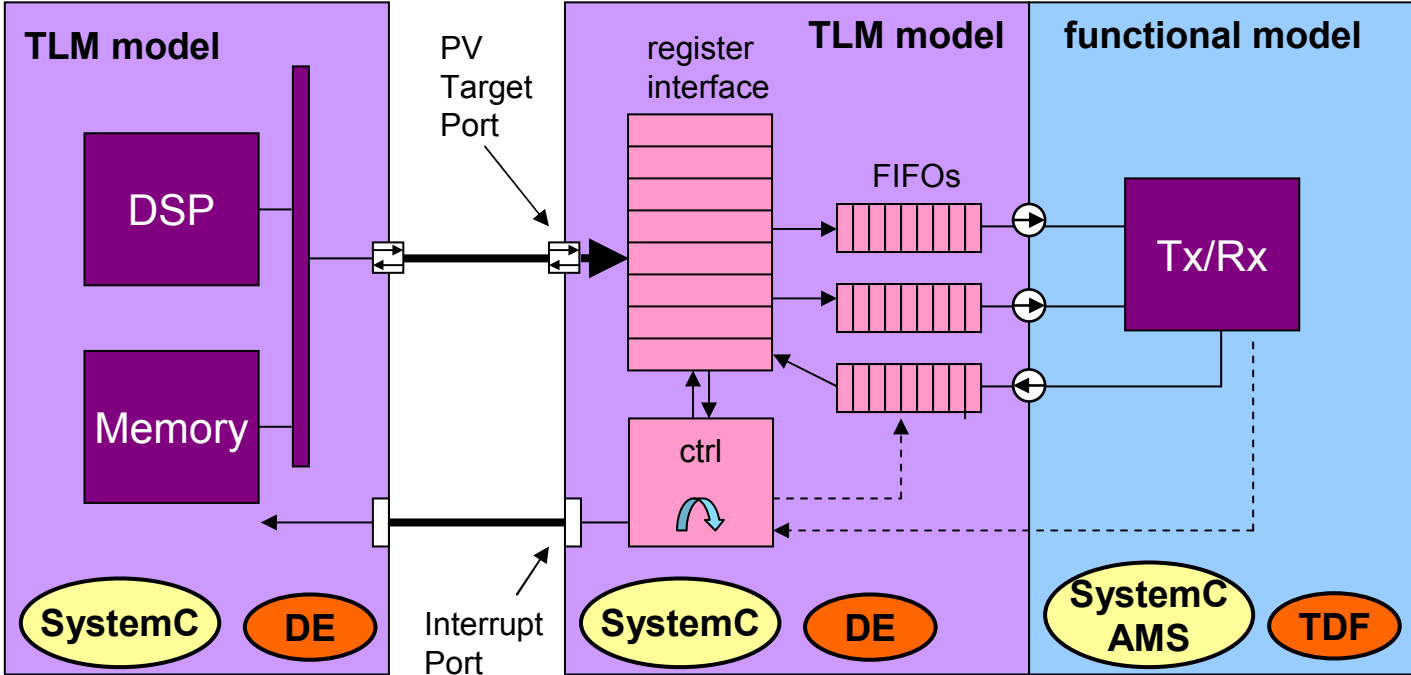 TLM model
DSP
Memory
SystemC
DE
PV
Target
Port
Interrupt
Port
TLM model
register
interface
FIFOs
ctrl
SystemC
DE
functional model
Tx/Rx
SystemC
AMS
TDF